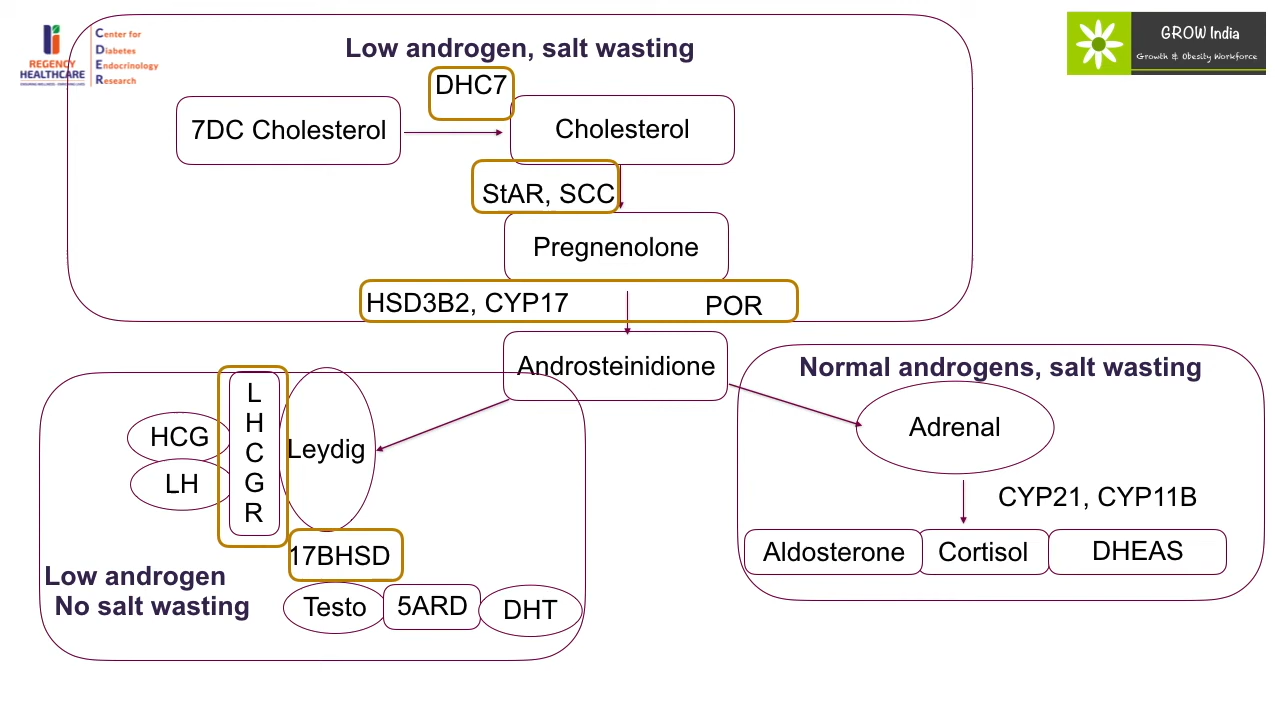 Center for
Diabetes
Endocrinology
Research
REGENCY
HEALTHCARE
GROW India
Growth & Obesity Workforce
Low androgen, salt wasting
DHC7
7DC Cholesterol
Cholesterol
StAR, SCC
Pregnenolone
HSD3B2, CYP17
POR
Androsteinidione
Normal androgens, salt wasting
L
H
C
G
R
HCG
LH
Leydig
17BHSD
Low androgen
No salt wasting
Testo
5ARD
DHT
Adrenal
CYP21, CYP11B
Aldosterone
Cortisol
DHEAS